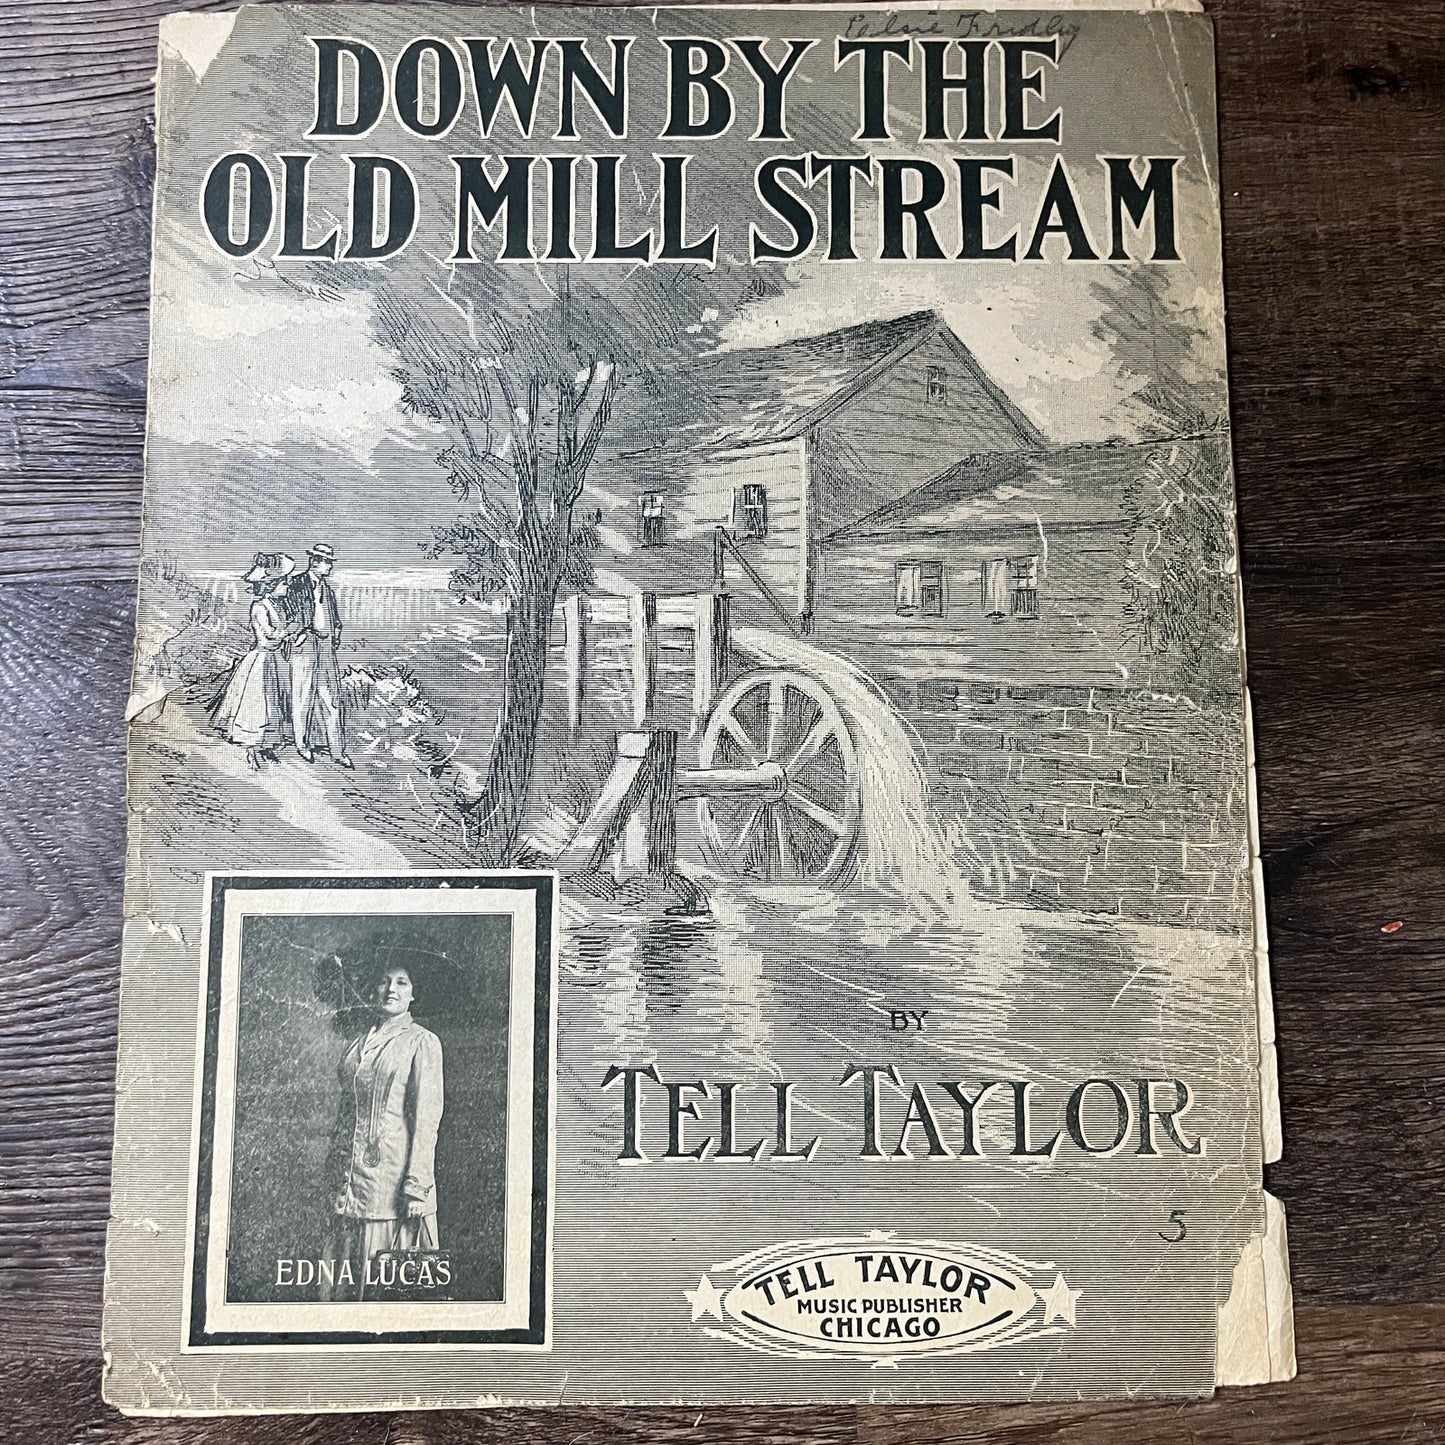 DOWN BY THE
OLD MILL STREAM
BY
TELL TAYLOR
5
EDNA LUCAS
TELL TAYLOR
MUSIC PUBLISHER
CHICAGO